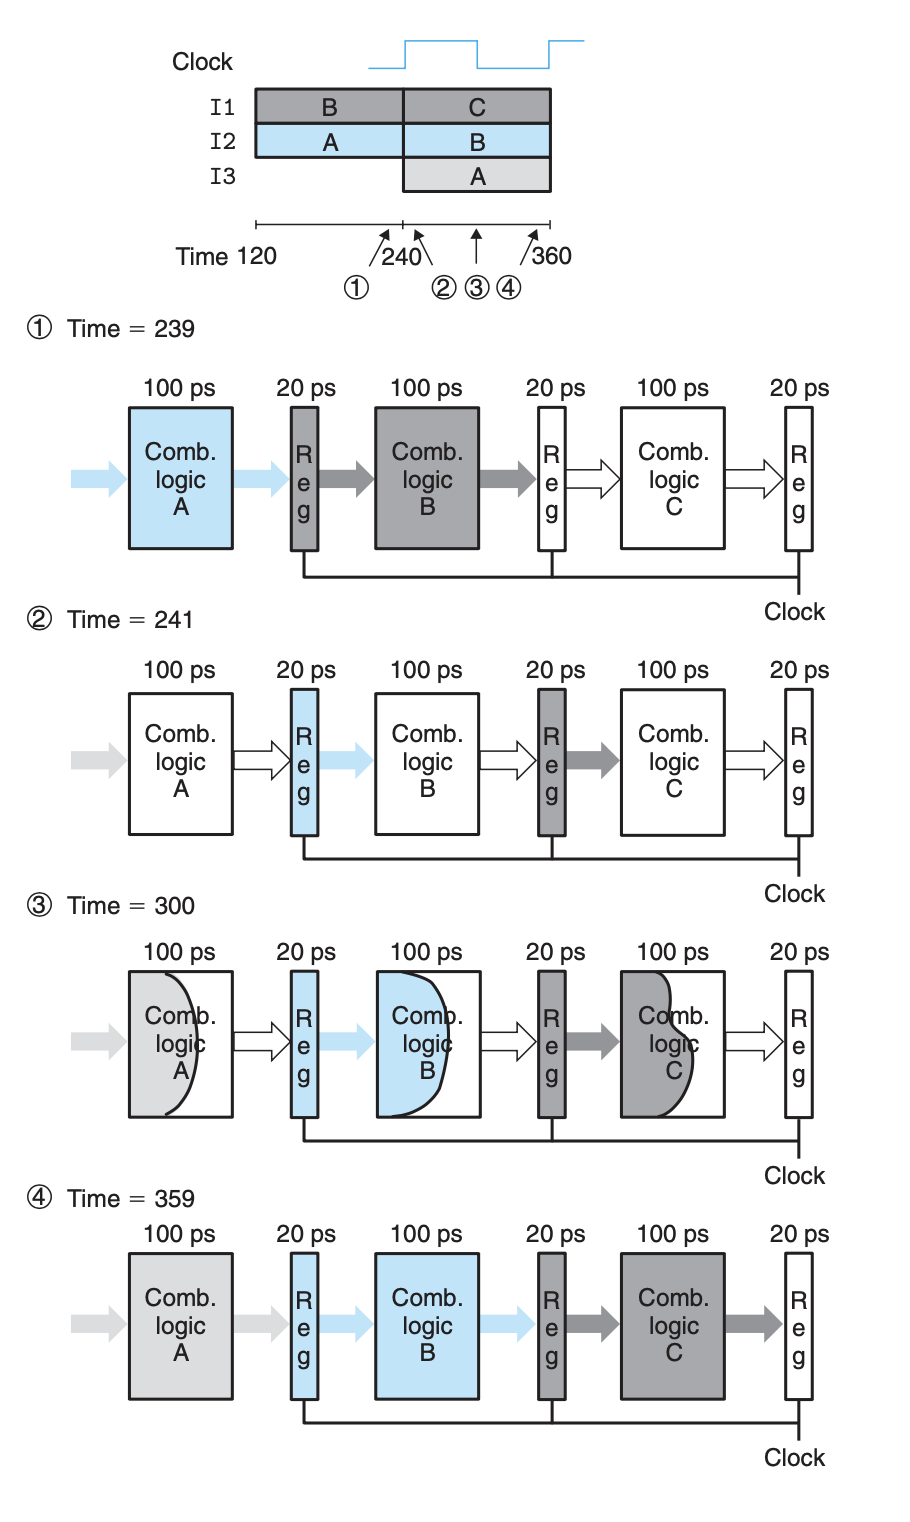 Clock
I1 B C
I2 A B
I3 A
Time 120 240 360
① ② ③ ④
① Time = 239
100 ps 20 ps 100 ps 20 ps 100 ps 20 ps
Comb. logic A
Reg
Comb. logic B
Reg
Comb. logic C
Reg
Clock
② Time = 241
100 ps 20 ps 100 ps 20 ps 100 ps 20 ps
Comb. logic A
Reg
Comb. logic B
Reg
Comb. logic C
Reg
Clock
③ Time = 300
100 ps 20 ps 100 ps 20 ps 100 ps 20 ps
Comb. logic A
Reg
Comb. logic B
Reg
Comb. logic C
Reg
Clock
④ Time = 359
100 ps 20 ps 100 ps 20 ps 100 ps 20 ps
Comb. logic A
Reg
Comb. logic B
Reg
Comb. logic C
Reg
Clock